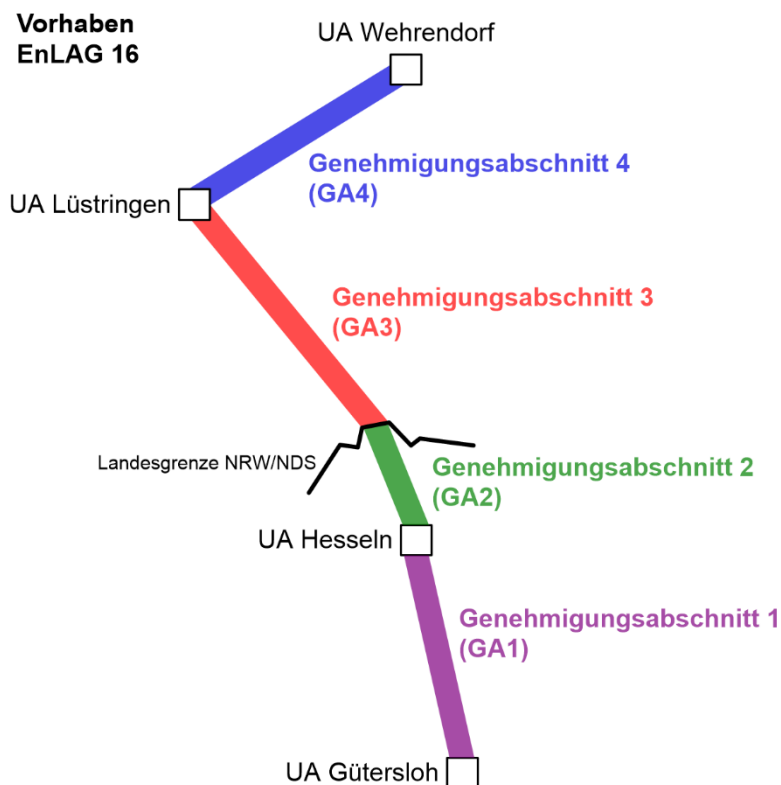 Vorhaben
EnLAG 16
UA Wehrendorf
Genehmigungsabschnitt 4
(GA4)
UA Lüstringen
Genehmigungsabschnitt 3
(GA3)
Landesgrenze NRW/NDS
Genehmigungsabschnitt 2
(GA2)
UA Hesseln
Genehmigungsabschnitt 1
(GA1)
UA Gütersloh